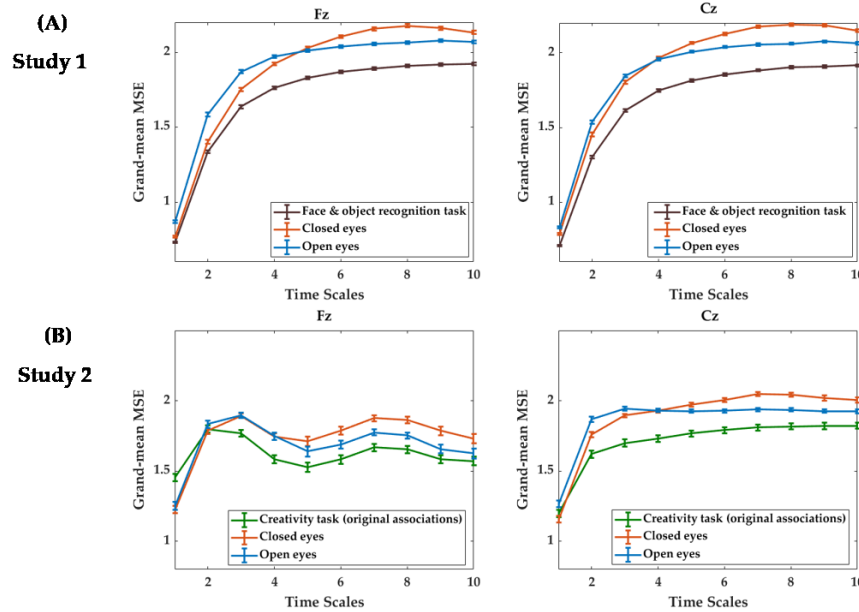 (A)
Study 1
Fz
Grand-mean MSE
2
1.5
1
Face & object recognition task
Closed eyes
Open eyes
2 4 6 8 10
Time Scales
Cz
Grand-mean MSE
2
1.5
1
Face & object recognition task
Closed eyes
Open eyes
2 4 6 8 10
Time Scales
(B)
Study 2
Fz
Grand-mean MSE
2
1.5
1
Creativity task (original associations)
Closed eyes
Open eyes
2 4 6 8 10
Time Scales
Cz
Grand-mean MSE
2
1.5
1
Creativity task (original associations)
Closed eyes
Open eyes
2 4 6 8 10
Time Scales